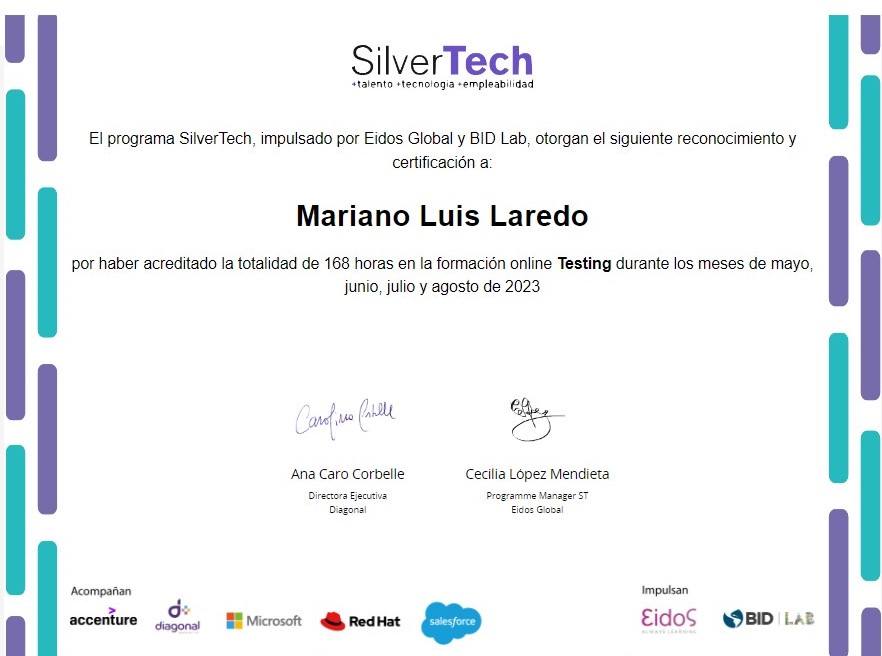 SilverTech
+talento +tecnología +empleabilidad
El programa SilverTech, impulsado por Eidos Global y BID Lab, otorgan el siguiente reconocimiento y
certificación a:
Mariano Luis Laredo
por haber acreditado la totalidad de 168 horas en la formación online Testing durante los meses de mayo,
junio, julio y agosto de 2023
Ana Caro Corbelle
Cecilia López Mendieta
Directora Ejecutiva
Programme Manager ST
Diagonal
Eidos Global
Acompañan
Impulsan
accenture
diagonal
Microsoft
Red Hat
salesforce
Eidos
ALWAYS LEARNING
BID | LAB